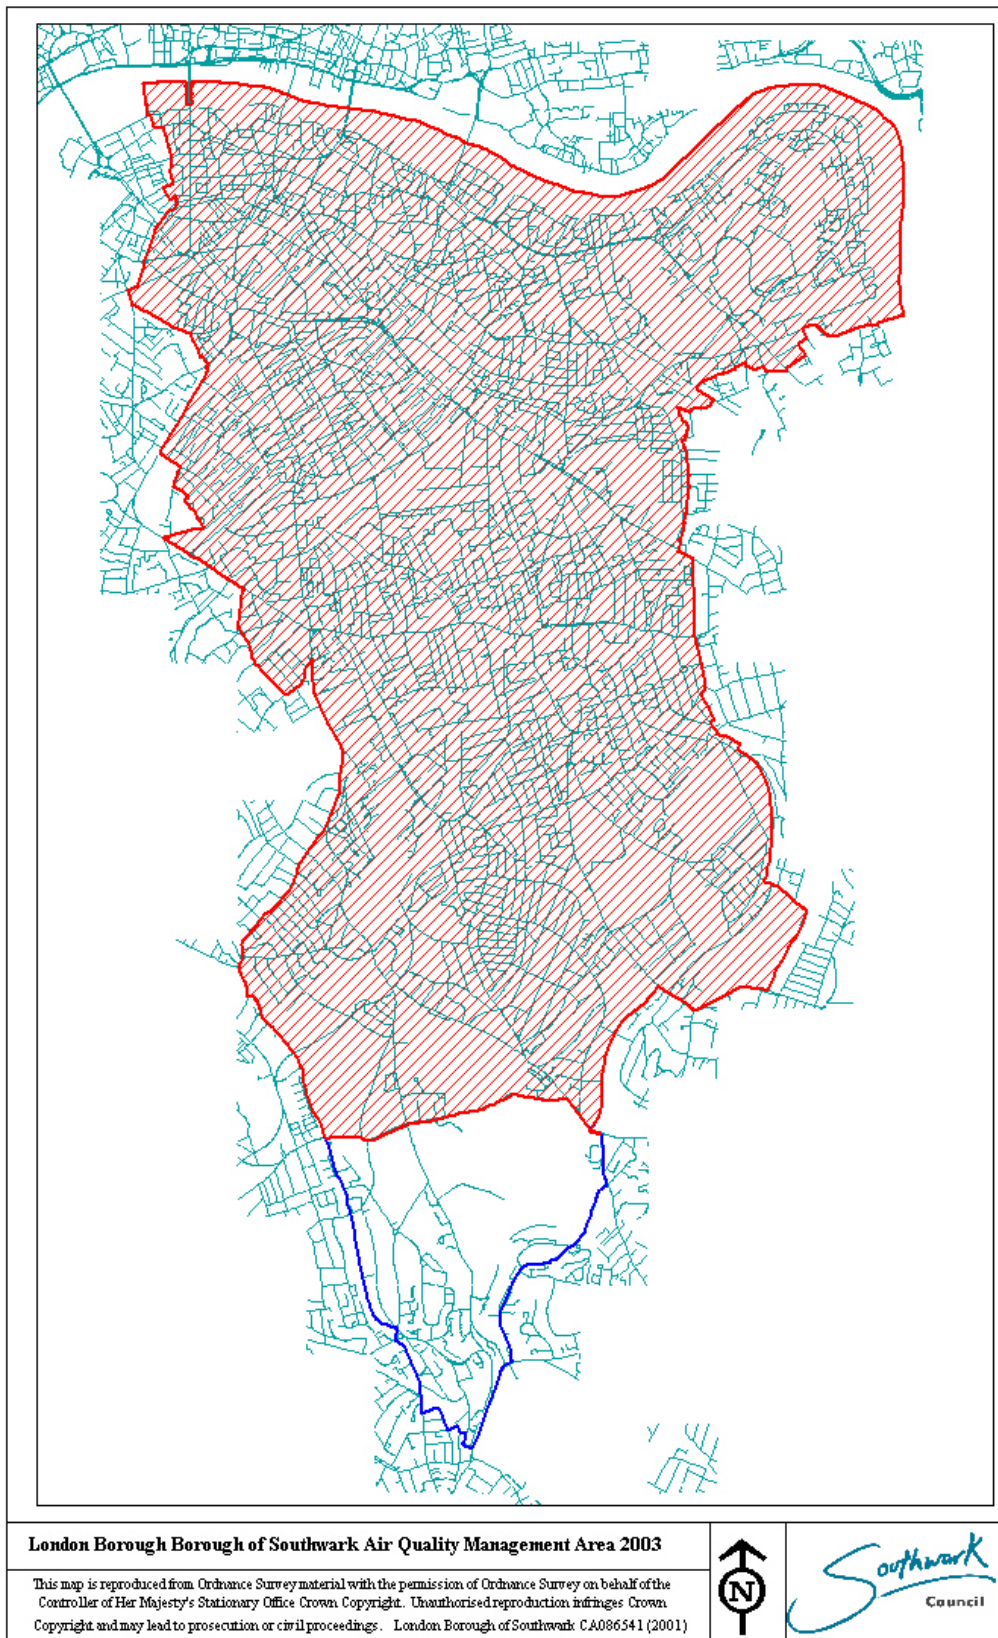 London Borough Borough of Southwark Air Quality Management Area 2003
This map is reproduced from Ordnance Survey material with the permission of Ordnance Survey on behalf of the
Controller of Her Majesty's Stationary Office Crown Copyright. Unauthorised reproduction infringes Crown
Copyright and may lead to prosecution or civil proceedings. London Borough of Southwark CA086541 (2001)
N
Southwark
Council